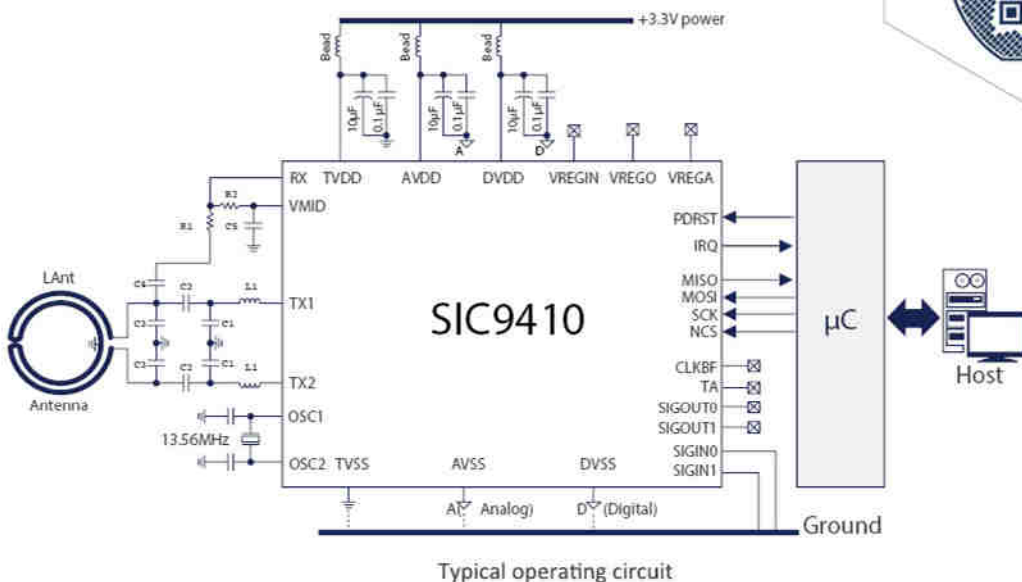 +3.3V power
Bead
Bead
Bead
10µF
0.1µF
10µF
0.1µF
10µF
0.1µF
A
D
RX TVDD AVDD DVDD VREGIN VREGO VREGA
R2
VMID
R1
C5
PDRST
IRQ
LAnt
C4
C2
L1
TX1
MISO
MOSI
SCK
NCS
SIC9410
µC
C3
C1
C3
C1
C2
L1
TX2
Antenna
Host
CLKBF
TA
SIGOUT0
SIGOUT1
OSC1
13.56MHz
OSC2 TVSS AVSS DVSS
SIGIN0
SIGIN1
A( Analog)
D (Digital)
Ground
Typical operating circuit